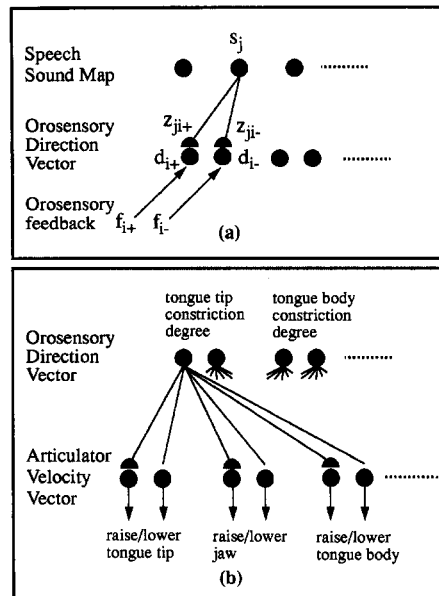 s_j
Speech
Sound Map
z_ji+ z_ji-
Orosensory
Direction
Vector
d_i+ d_i-
Orosensory
feedback
f_i+ f_i-
(a)
tongue tip
constriction
degree
tongue body
constriction
degree
Orosensory
Direction
Vector
Articulator
Velocity
Vector
raise/lower
tongue tip
raise/lower
jaw
raise/lower
tongue body
(b)